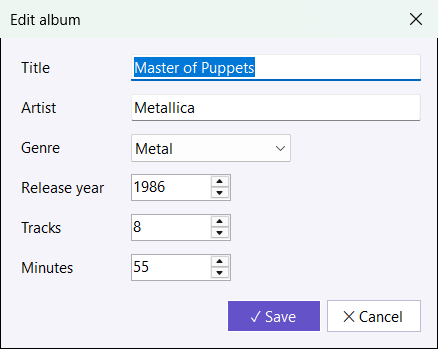 Edit album
Title Master of Puppets
Artist Metallica
Genre Metal
Release year 1986
Tracks 8
Minutes 55
✓ Save ✕ Cancel